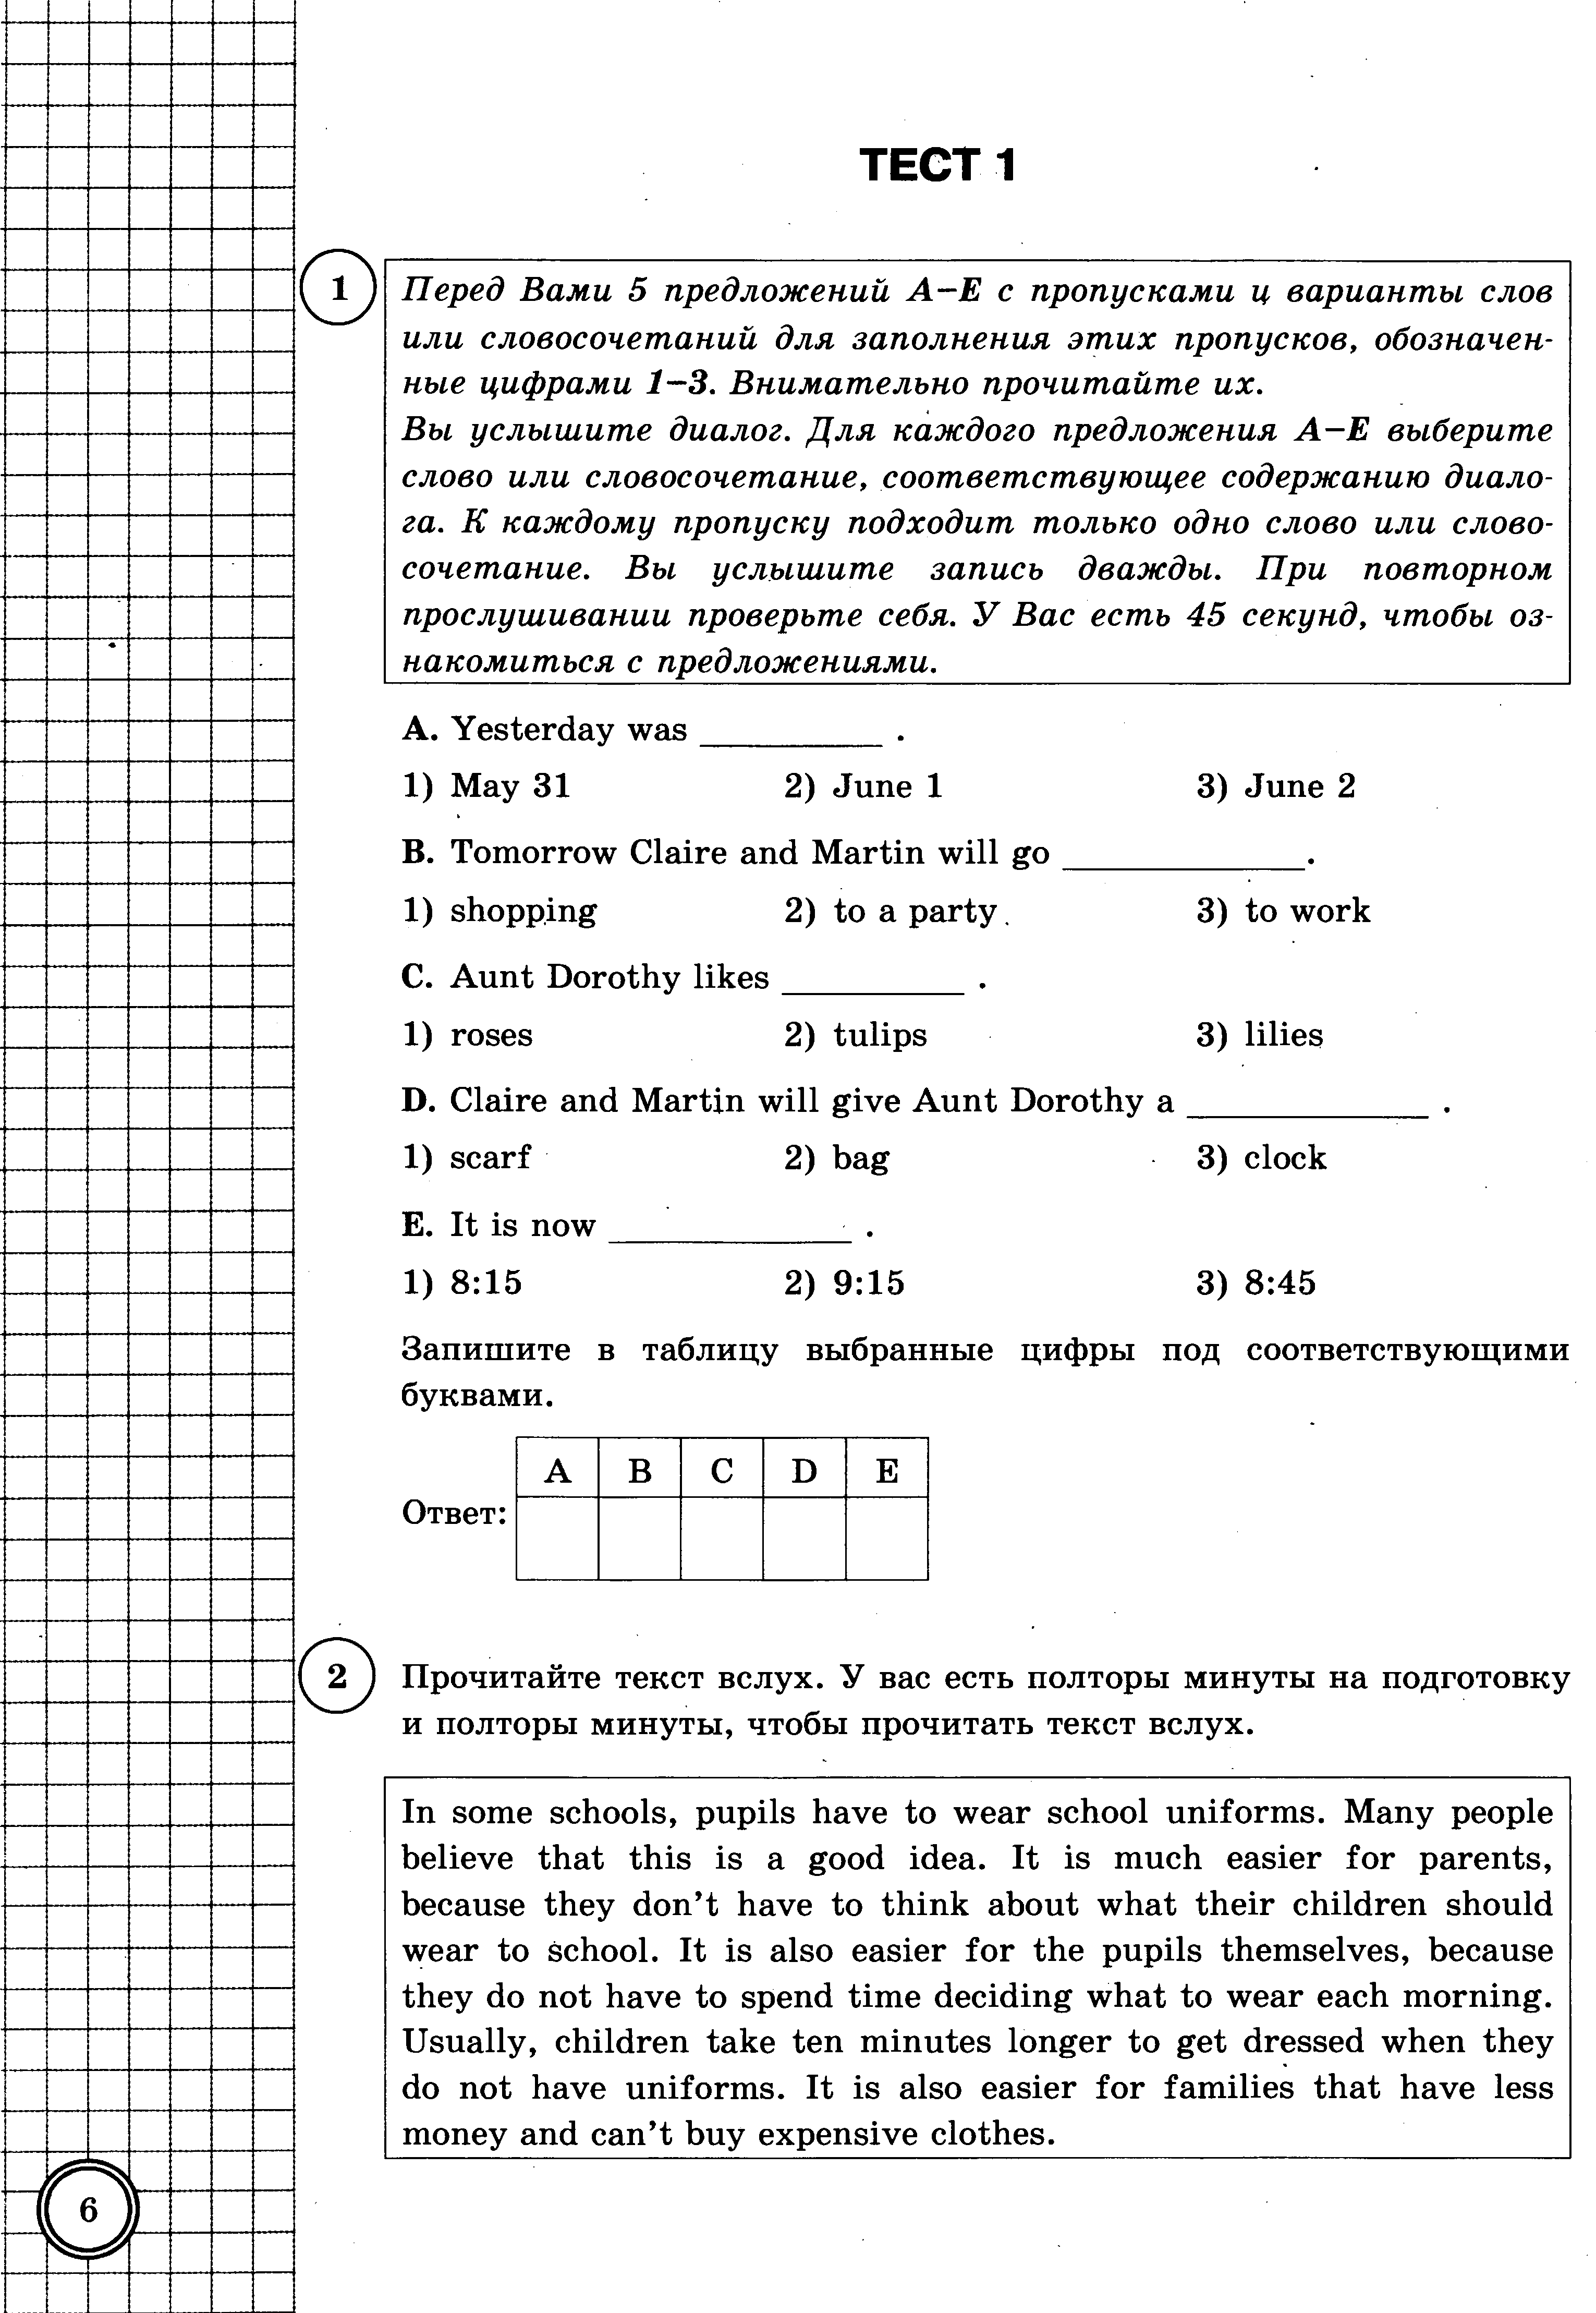 ТЕСТ 1
1
Перед Вами 5 предложений А–Е с пропусками ц варианты слов
или словосочетаний для заполнения этих пропусков, обозначен-
ные цифрами 1–3. Внимательно прочитайте их.
Вы услышите диалог. Для каждого предложения А–Е выберите
слово или словосочетание, соответствующее содержанию диало-
га. К каждому пропуску подходит только одно слово или слово-
сочетание. Вы услышите запись дважды. При повторном
прослушивании проверьте себя. У Вас есть 45 секунд, чтобы оз-
накомиться с предложениями.
A. Yesterday was __________ .
1) May 31 2) June 1 3) June 2
B. Tomorrow Claire and Martin will go _____________.
1) shopping 2) to a party 3) to work
C. Aunt Dorothy likes __________ .
1) roses 2) tulips 3) lilies
D. Claire and Martin will give Aunt Dorothy a _____________ .
1) scarf 2) bag 3) clock
E. It is now _____________ .
1) 8:15 2) 9:15 3) 8:45
Запишите в таблицу выбранные цифры под соответствующими
буквами.
A B C D E
Ответ:
2
Прочитайте текст вслух. У вас есть полторы минуты на подготовку
и полторы минуты, чтобы прочитать текст вслух.
In some schools, pupils have to wear school uniforms. Many people
believe that this is a good idea. It is much easier for parents,
because they don't have to think about what their children should
wear to school. It is also easier for the pupils themselves, because
they do not have to spend time deciding what to wear each morning.
Usually, children take ten minutes longer to get dressed when they
do not have uniforms. It is also easier for families that have less
money and can't buy expensive clothes.
6